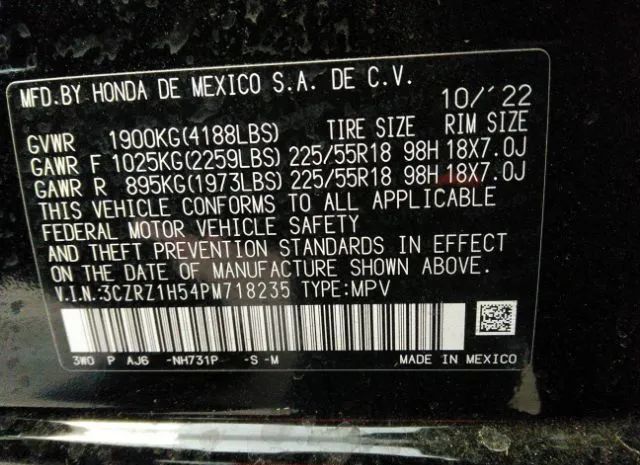 MFD.BY HONDA DE MEXICO S.A. DE C.V.
10/'22
GVWR 1900KG(4188LBS) TIRE SIZE RIM SIZE
GAWR F 1025KG(2259LBS) 225/55R18 98H 18X7.0J
GAWR R 895KG(1973LBS) 225/55R18 98H 18X7.0J
THIS VEHICLE CONFORMS TO ALL APPLICABLE
FEDERAL MOTOR VEHICLE SAFETY
AND THEFT PREVENTION STANDARDS IN EFFECT
ON THE DATE OF MANUFACTURE SHOWN ABOVE.
V.I.N.:3CZRZ1H54PM718235 TYPE:MPV
3W0 P AJ6 -NH731P -S -M MADE IN MEXICO